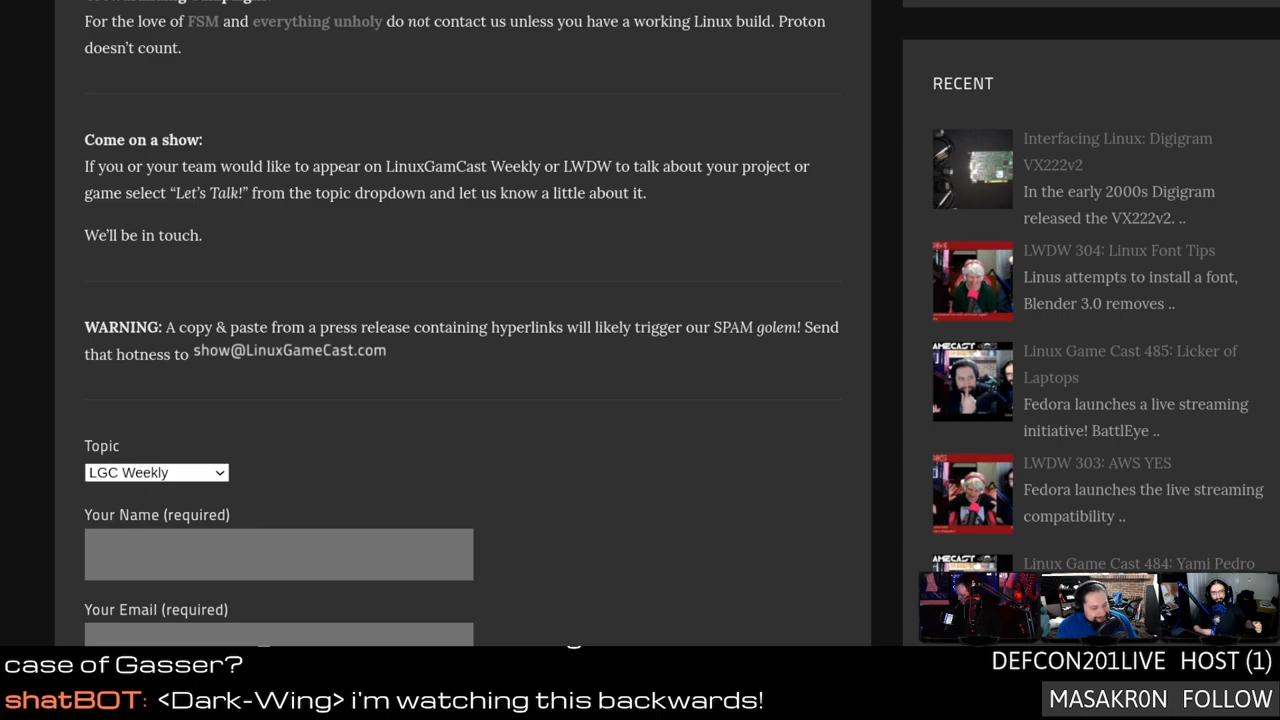 For the love of FSM and everything unholy do not contact us unless you have a working Linux build. Proton
doesn't count.
Come on a show:
If you or your team would like to appear on LinuxGamCast Weekly or LWDW to talk about your project or
game select “Let's Talk!” from the topic dropdown and let us know a little about it.
We'll be in touch.
WARNING: A copy & paste from a press release containing hyperlinks will likely trigger our SPAM golem! Send
that hotness to show@LinuxGameCast.com
Topic
LGC Weekly
Your Name (required)
Your Email (required)
RECENT
Interfacing Linux: Digigram
VX222v2
In the early 2000s Digigram
released the VX222v2. ..
LWDW 304: Linux Font Tips
Linus attempts to install a font,
Blender 3.0 removes ..
Linux Game Cast 485: Licker of
Laptops
Fedora launches a live streaming
initiative! BattlEye ..
LWDW 303: AWS YES
Fedora launches the live streaming
compatibility ..
Linux Game Cast 484: Yami Pedro
case of Gasser?
shatBOT: <Dark-Wing> i'm watching this backwards!
DEFCON201LIVE HOST (1)
MASAKR0N FOLLOW